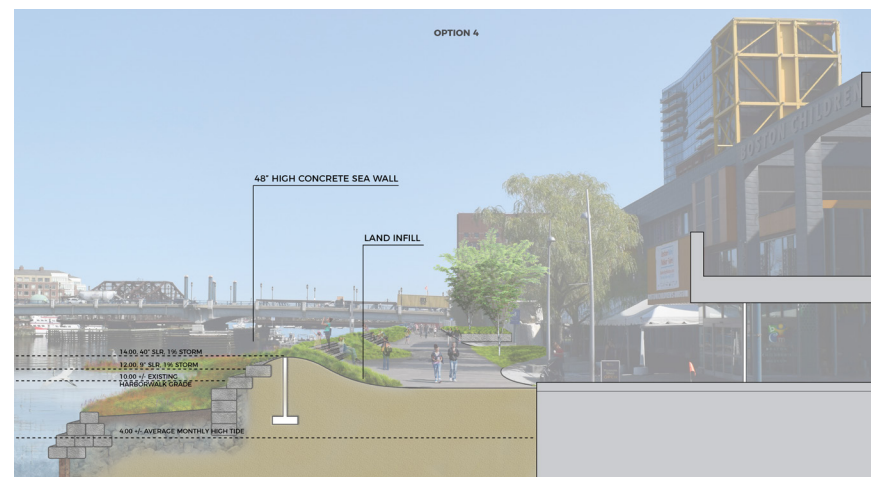 OPTION 4
48" HIGH CONCRETE SEA WALL
LAND INFILL
BOSTON CHILDREN
14.00, 40" SLR, 1% STORM
12.00, 9" SLR, 1% STORM
10.00 +/- EXISTING
HARBORWALK GRADE
4.00 +/- AVERAGE MONTHLY HIGH TIDE